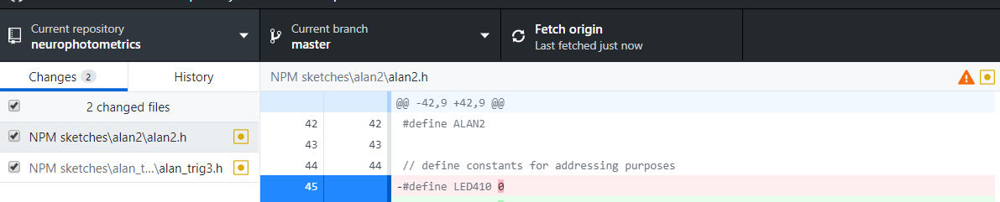 Current repository
neurophotometrics
Current branch
master
Fetch origin
Last fetched just now
Changes 2
History
2 changed files
NPM sketches\alan2\alan2.h
NPM sketches\alan_t...\alan_trig3.h
NPM sketches\alan2\alan2.h
@@ -42,9 +42,9 @@
42 42 #define ALAN2
43 43
44 44 // define constants for addressing purposes
45 -#define LED410 0